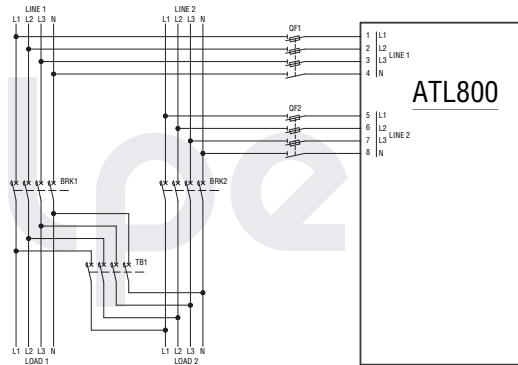 LINE 1
L1 L2 L3 N
LINE 2
L1 L2 L3 N
QF1
1 L1
2 L2
3 L3
4 N
LINE 1
ATL800
QF2
5 L1
6 L2
7 L3
8 N
LINE 2
BRK1
BRK2
TB1
L1 L2 L3 N
LOAD 1
L1 L2 L3 N
LOAD 2